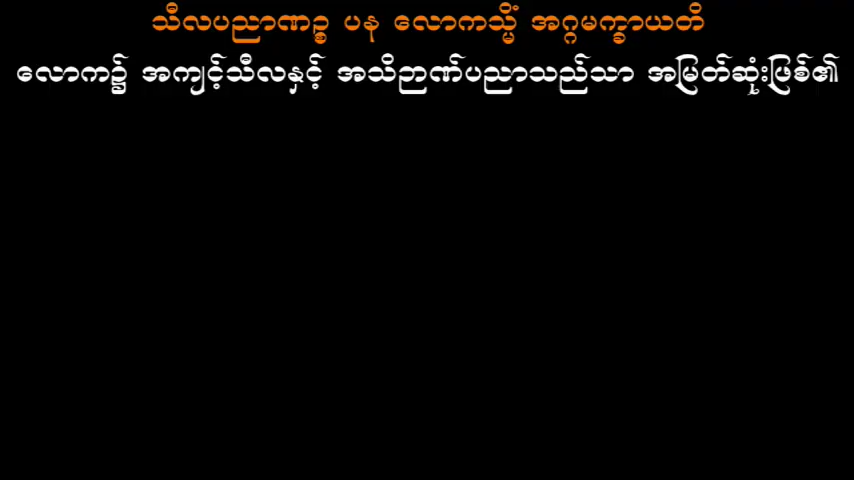 သီလပညာဏဉ္စ ပန လောကသ္မိံ အဂ္ဂမက္ခာယတိ
လောက၌ အကျင့်သီလနှင့် အသိဉာဏ်ပညာသည်သာ အမြတ်ဆုံးဖြစ်၏